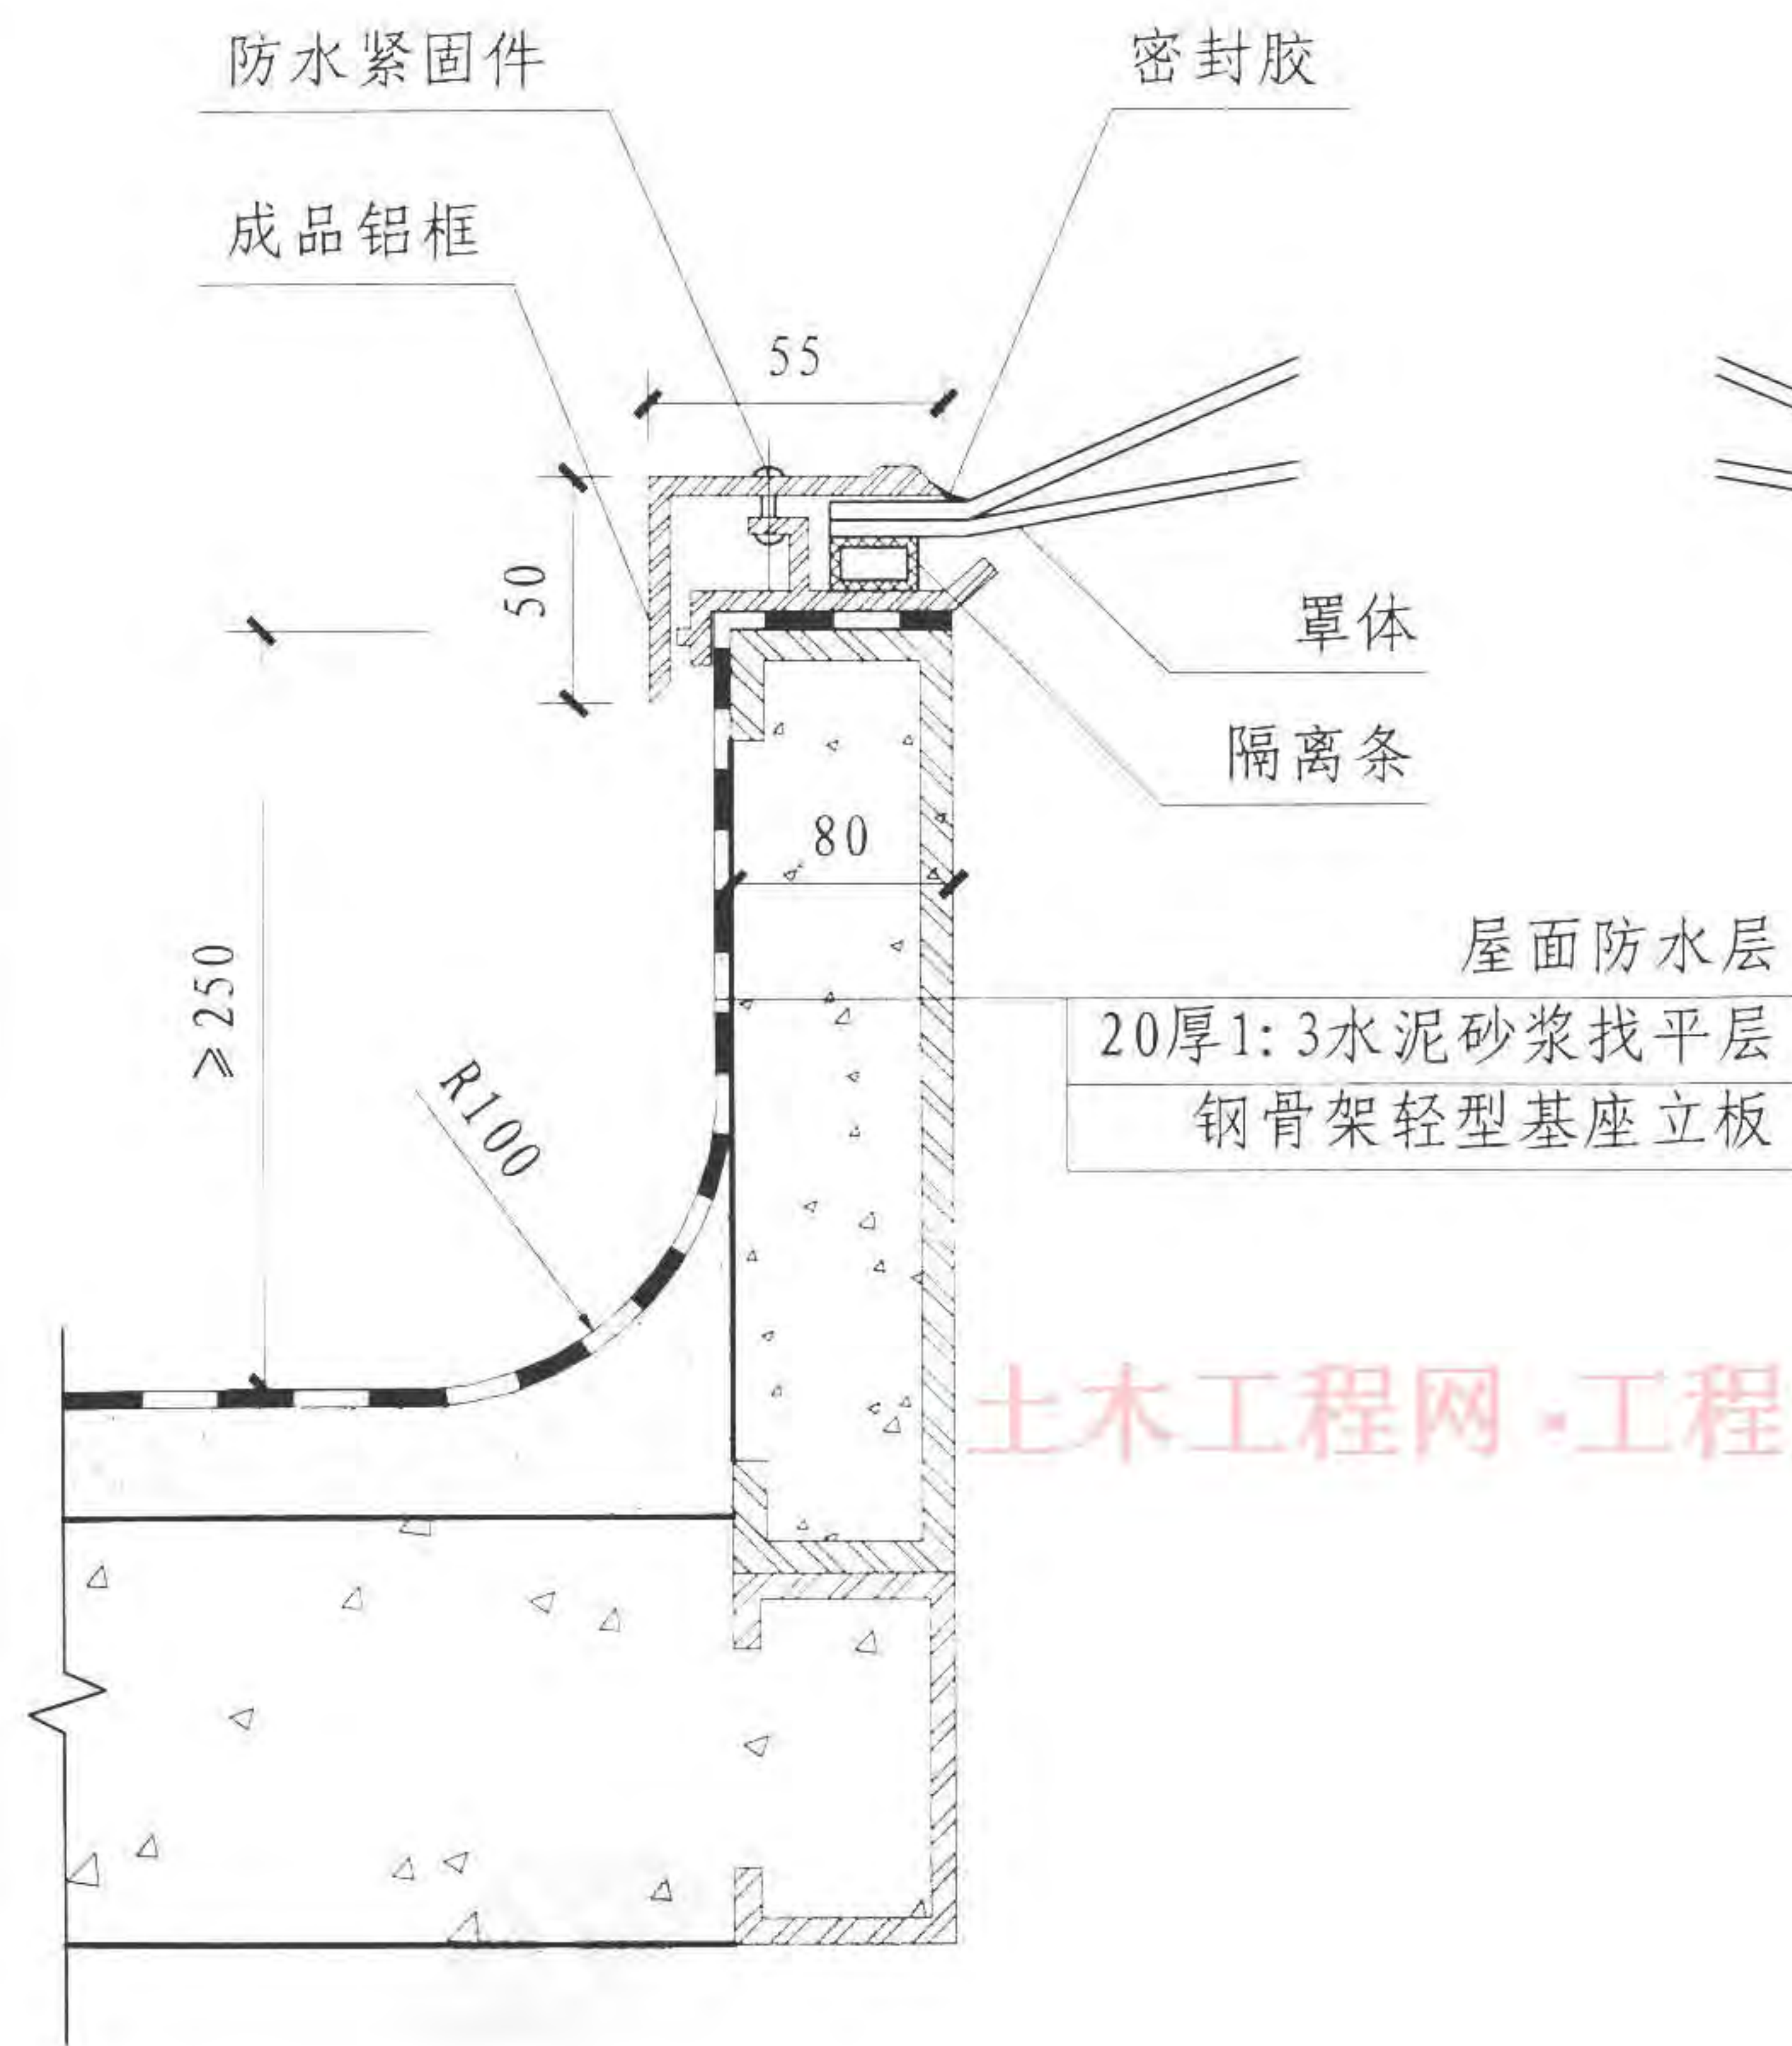 防水紧固件
密封胶
成品铝框
55
50
罩体
隔离条
80
≥250
屋面防水层
20厚1:3水泥砂浆找平层
R100
钢骨架轻型基座立板
土木工程网·工程